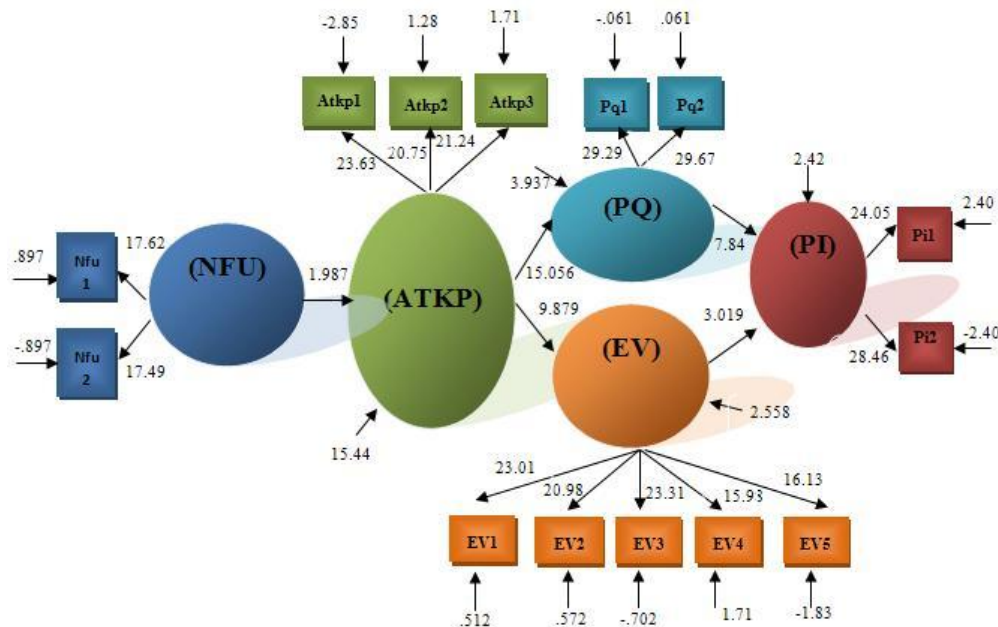 -2.85 1.28 1.71 -.061 .061
Atkp1 Atkp2 Atkp3 Pq1 Pq2
23.63 20.75 21.24 29.29 29.67
3.937 2.42
(PQ)
7.84
24.05 2.40
Pi1
.897 17.62
Nfu
1
(NFU) 1.987 (ATKP) 15.056 (PI)
9.879 3.019
-.897 17.49
Nfu
2
(EV)
28.46 Pi2 -2.40
15.44 2.558
23.01 20.98 23.31 15.93 16.13
EV1 EV2 EV3 EV4 EV5
.512 .572 -.702 1.71 -1.83